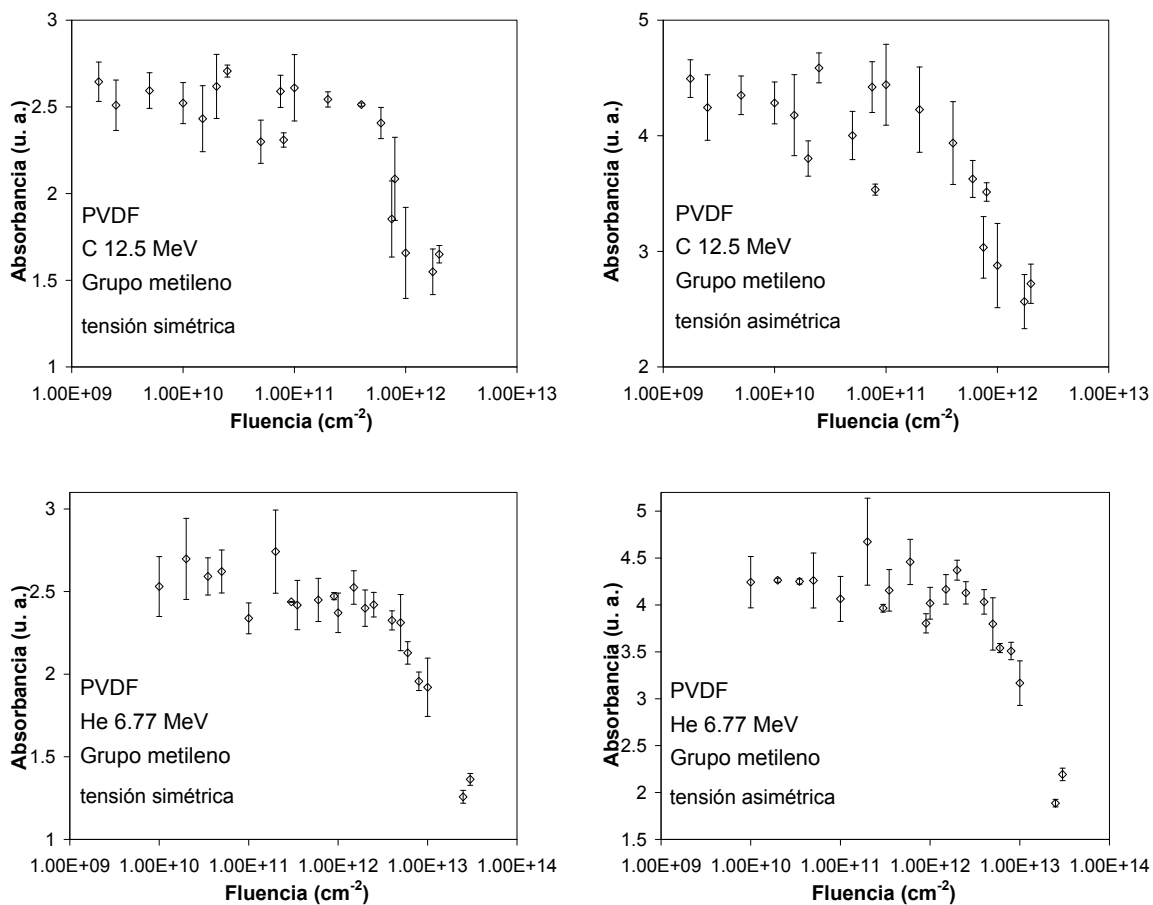 3
2.5
2
1.5
1
Absorbancia (u. a.)
PVDF
C 12.5 MeV
Grupo metileno
tensión simétrica
1.00E+09 1.00E+10 1.00E+11 1.00E+12 1.00E+13
Fluencia (cm⁻²)
5
4
3
2
Absorbancia (u. a.)
PVDF
C 12.5 MeV
Grupo metileno
tensión asimétrica
1.00E+09 1.00E+10 1.00E+11 1.00E+12 1.00E+13
Fluencia (cm⁻²)
3
2.5
2
1.5
1
Absorbancia (u. a.)
PVDF
He 6.77 MeV
Grupo metileno
tensión simétrica
1.00E+09 1.00E+10 1.00E+11 1.00E+12 1.00E+13 1.00E+14
Fluencia (cm⁻²)
5
4.5
4
3.5
3
2.5
2
1.5
Absorbancia (u. a.)
PVDF
He 6.77 MeV
Grupo metileno
tensión asimétrica
1.00E+09 1.00E+10 1.00E+11 1.00E+12 1.00E+13 1.00E+14
Fluencia (cm⁻²)